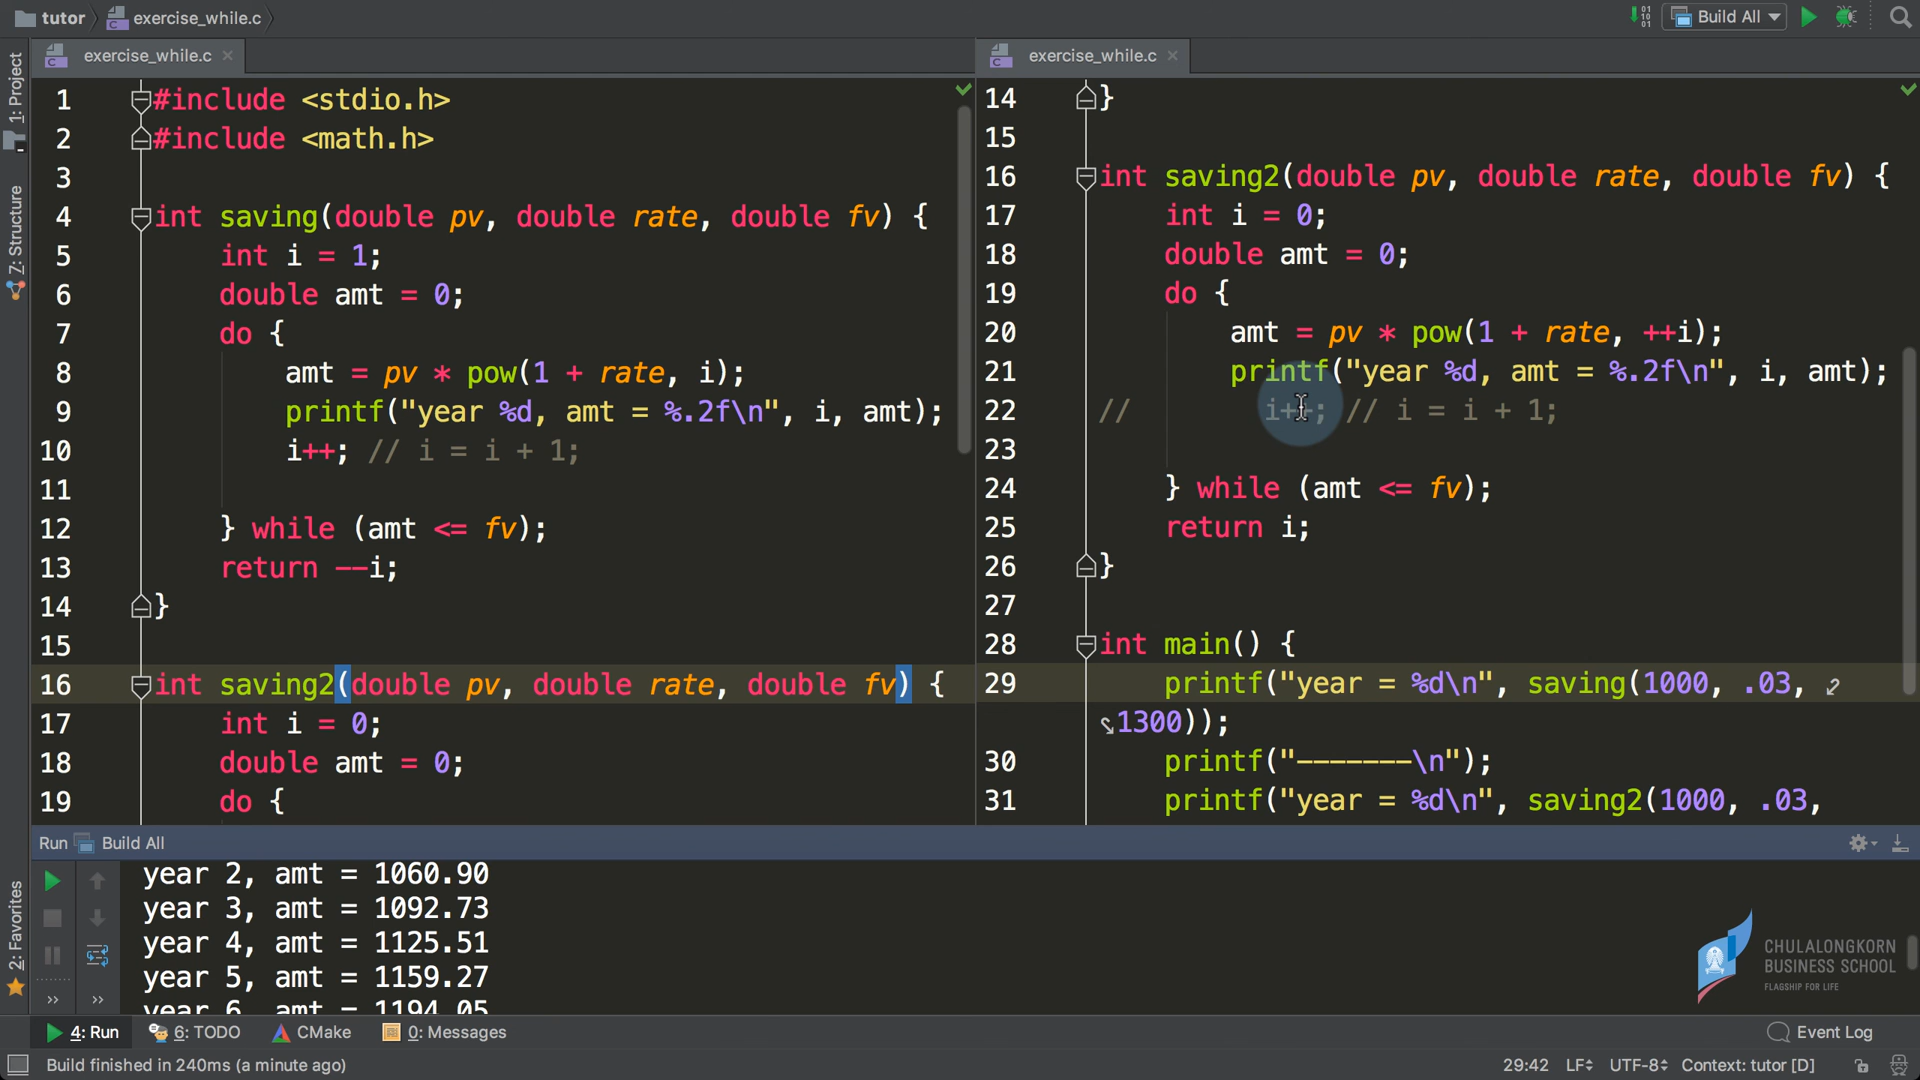 tutor exercise_while.c Build All
1: Project
7: Structure
2: Favorites
exercise_while.c
1 #include <stdio.h>
2 #include <math.h>
3
4 int saving(double pv, double rate, double fv) {
5 int i = 1;
6 double amt = 0;
7 do {
8 amt = pv * pow(1 + rate, i);
9 printf("year %d, amt = %.2f\n", i, amt);
10 i++; // i = i + 1;
11
12 } while (amt <= fv);
13 return --i;
14 }
15
16 int saving2(double pv, double rate, double fv) {
17 int i = 0;
18 double amt = 0;
19 do {
exercise_while.c
14 }
15
16 int saving2(double pv, double rate, double fv) {
17 int i = 0;
18 double amt = 0;
19 do {
20 amt = pv * pow(1 + rate, ++i);
21 printf("year %d, amt = %.2f\n", i, amt);
22 // i++; // i = i + 1;
23
24 } while (amt <= fv);
25 return i;
26 }
27
28 int main() {
29 printf("year = %d\n", saving(1000, .03,
1300));
30 printf("-------\n");
31 printf("year = %d\n", saving2(1000, .03,
Run Build All
year 2, amt = 1060.90
year 3, amt = 1092.73
year 4, amt = 1125.51
year 5, amt = 1159.27
year 6, amt = 1194.05
CHULALONGKORN
BUSINESS SCHOOL
FLAGSHIP FOR LIFE
4: Run 6: TODO CMake 0: Messages Event Log
Build finished in 240ms (a minute ago) 29:42 LF UTF-8 Context: tutor [D]